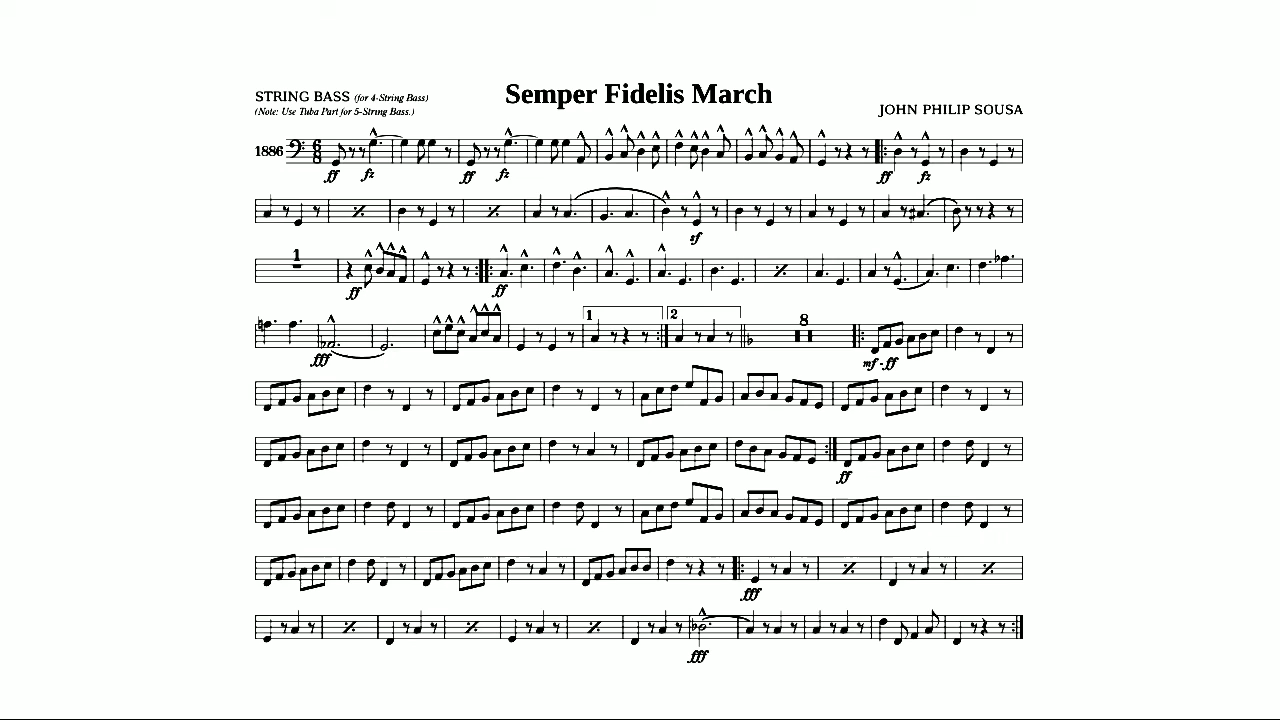 Semper Fidelis March
STRING BASS (for 4-String Bass)
(Note: Use Tuba Part for 5-String Bass.)
JOHN PHILIP SOUSA
1886
6
8
ff fz ff fz ff fz
sf
1
ff ff
1 2 8
fff mf - ff
ff
fff
fff